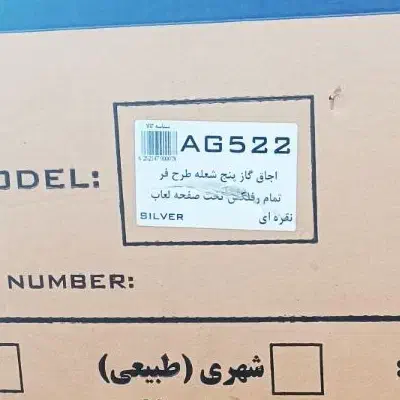 ODEL:
AG522
اجاق گاز پنج شعله طرح فر
تمام رفلکس تخت صفحه لعاب
نقره ای
SILVER
NUMBER:
شهری (طبیعی)